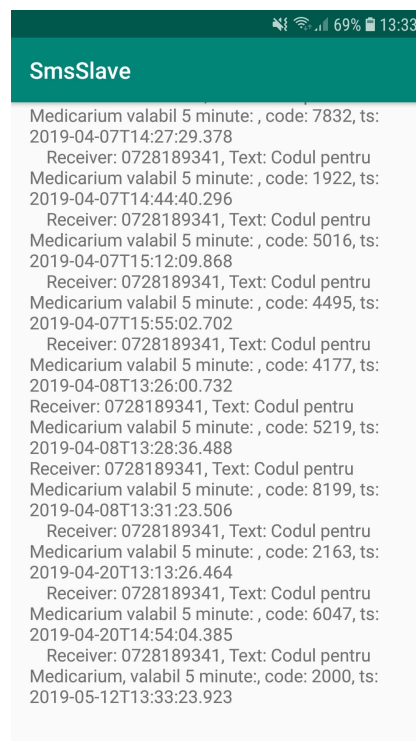 69% 13:33
SmsSlave
Medicarium valabil 5 minute: , code: 7832, ts:
2019-04-07T14:27:29.378
Receiver: 0728189341, Text: Codul pentru
Medicarium valabil 5 minute: , code: 1922, ts:
2019-04-07T14:44:40.296
Receiver: 0728189341, Text: Codul pentru
Medicarium valabil 5 minute: , code: 5016, ts:
2019-04-07T15:12:09.868
Receiver: 0728189341, Text: Codul pentru
Medicarium valabil 5 minute: , code: 4495, ts:
2019-04-07T15:55:02.702
Receiver: 0728189341, Text: Codul pentru
Medicarium valabil 5 minute: , code: 4177, ts:
2019-04-08T13:26:00.732
Receiver: 0728189341, Text: Codul pentru
Medicarium valabil 5 minute: , code: 5219, ts:
2019-04-08T13:28:36.488
Receiver: 0728189341, Text: Codul pentru
Medicarium valabil 5 minute: , code: 8199, ts:
2019-04-08T13:31:23.506
Receiver: 0728189341, Text: Codul pentru
Medicarium valabil 5 minute: , code: 2163, ts:
2019-04-20T13:13:26.464
Receiver: 0728189341, Text: Codul pentru
Medicarium valabil 5 minute: , code: 6047, ts:
2019-04-20T14:54:04.385
Receiver: 0728189341, Text: Codul pentru
Medicarium, valabil 5 minute:, code: 2000, ts:
2019-05-12T13:33:23.923